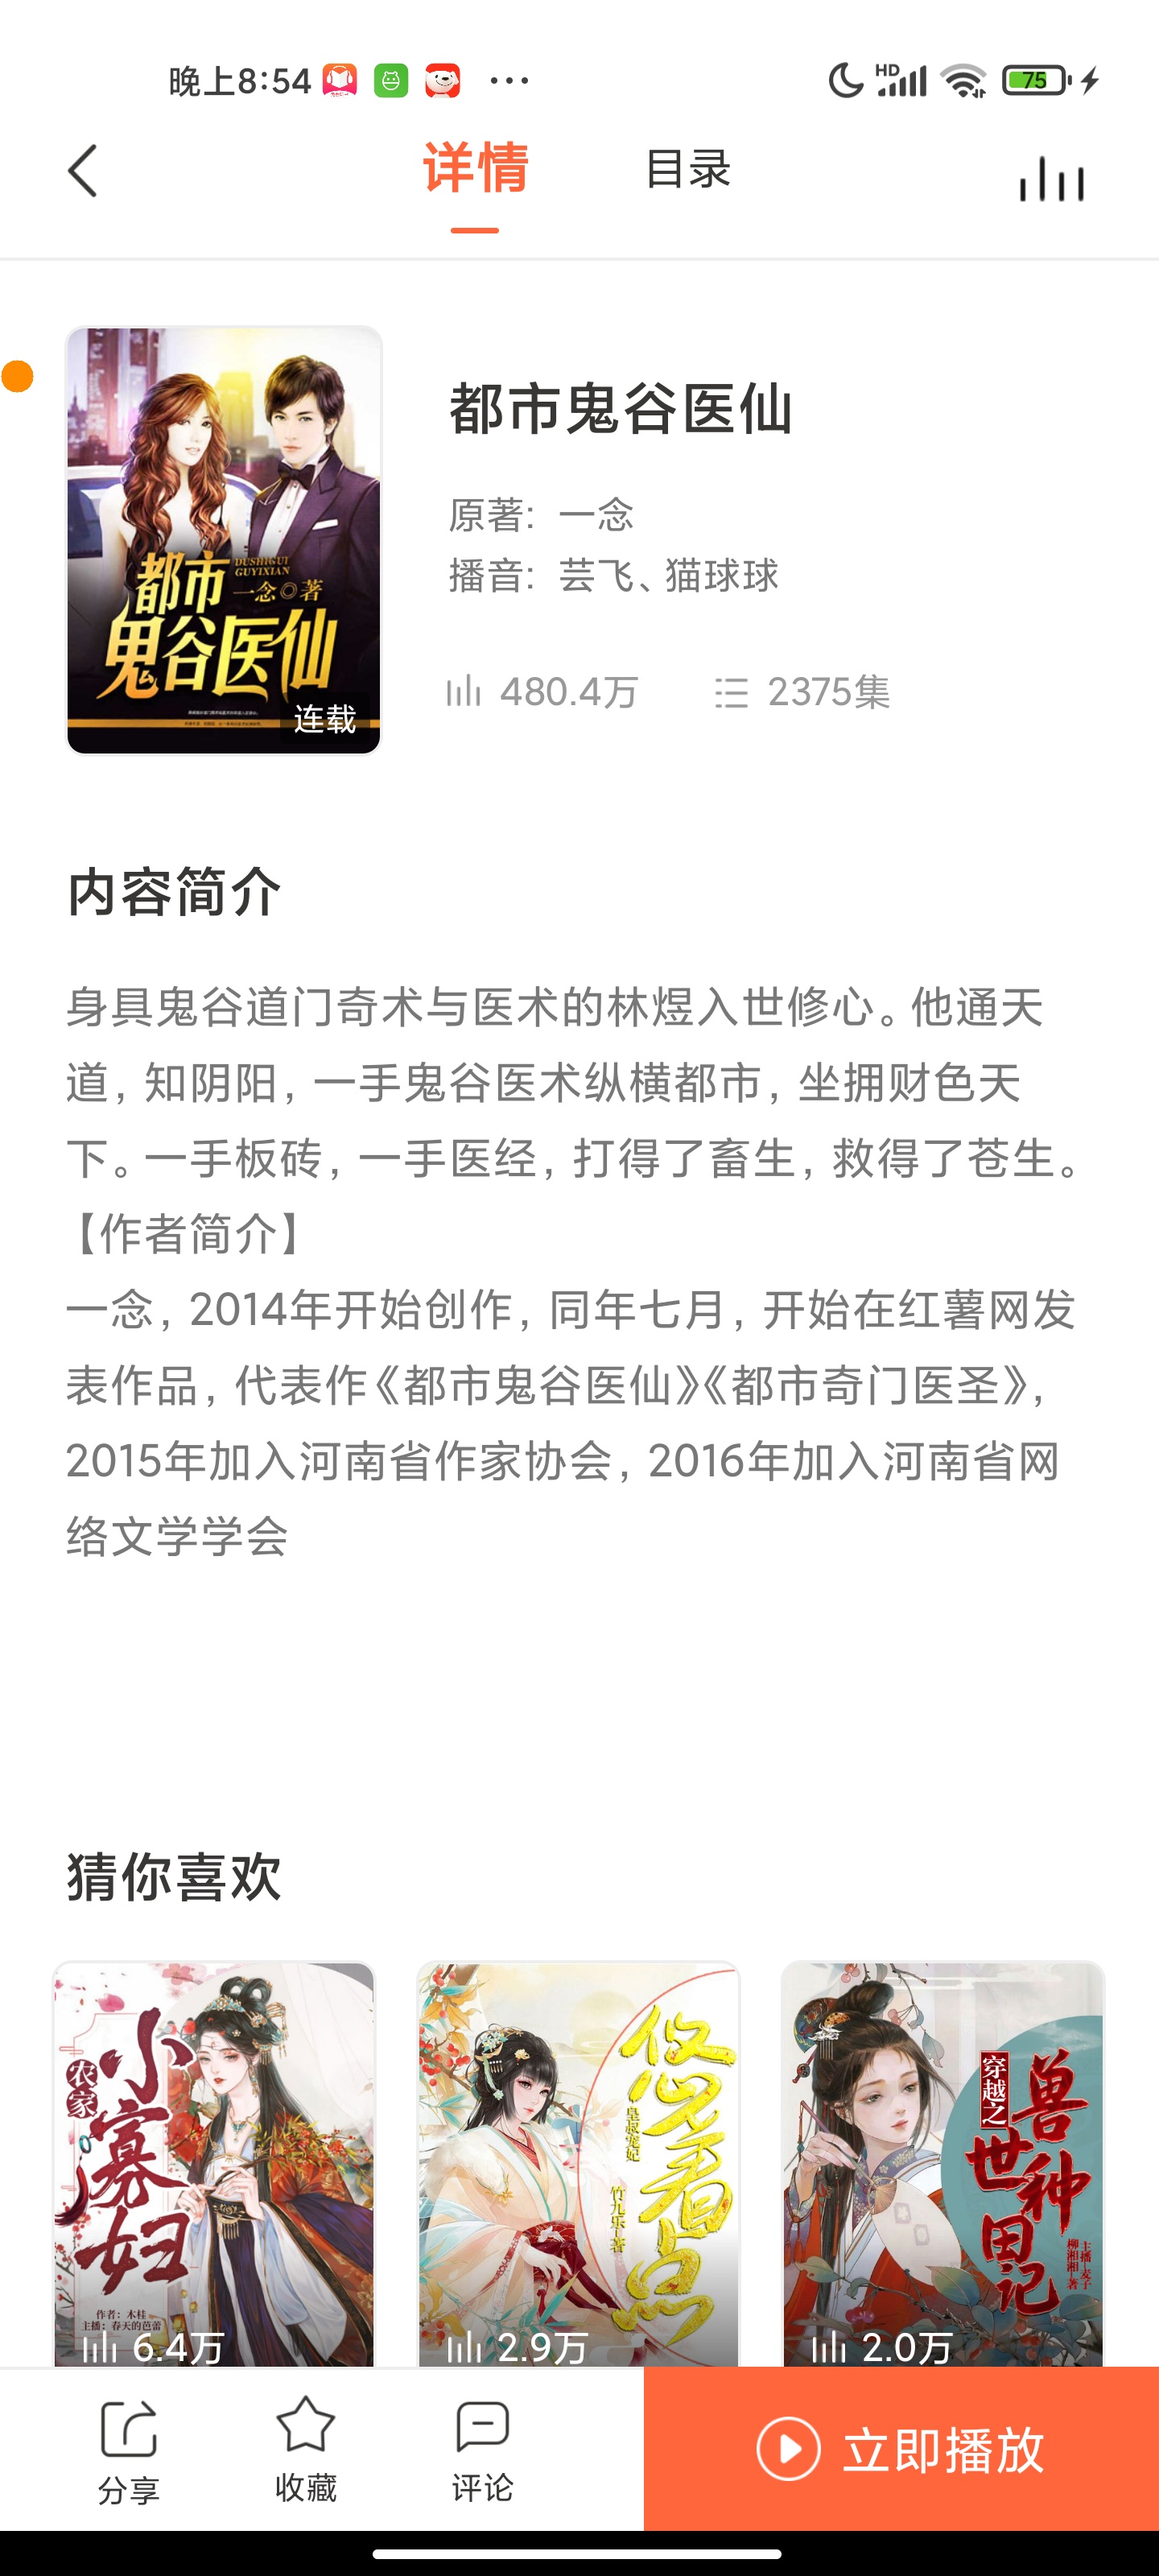 晚上8:54
HD
75
详情
目录
都市鬼谷医仙
原著: 一念
播音: 芸飞、猫球球
480.4万
2375集
都市
DUSHIGUI
GUYIXIAN
一念◎著
鬼谷医仙
连载
内容简介
身具鬼谷道门奇术与医术的林煜入世修心。他通天
道, 知阴阳, 一手鬼谷医术纵横都市, 坐拥财色天
下。一手板砖, 一手医经, 打得了畜生, 救得了苍生。
【作者简介】
一念, 2014年开始创作, 同年七月, 开始在红薯网发
表作品, 代表作《都市鬼谷医仙》《都市奇门医圣》,
2015年加入河南省作家协会, 2016年加入河南省网
络文学学会
猜你喜欢
农家
小寡妇
作者: 木桂
主播: 春天的芭蕾
6.4万
皇叔宠妃
悠着点
竹九乐 著
2.9万
穿越之
兽世种田记
主播 麦子
柳湘湘 著
2.0万
分享
收藏
评论
立即播放